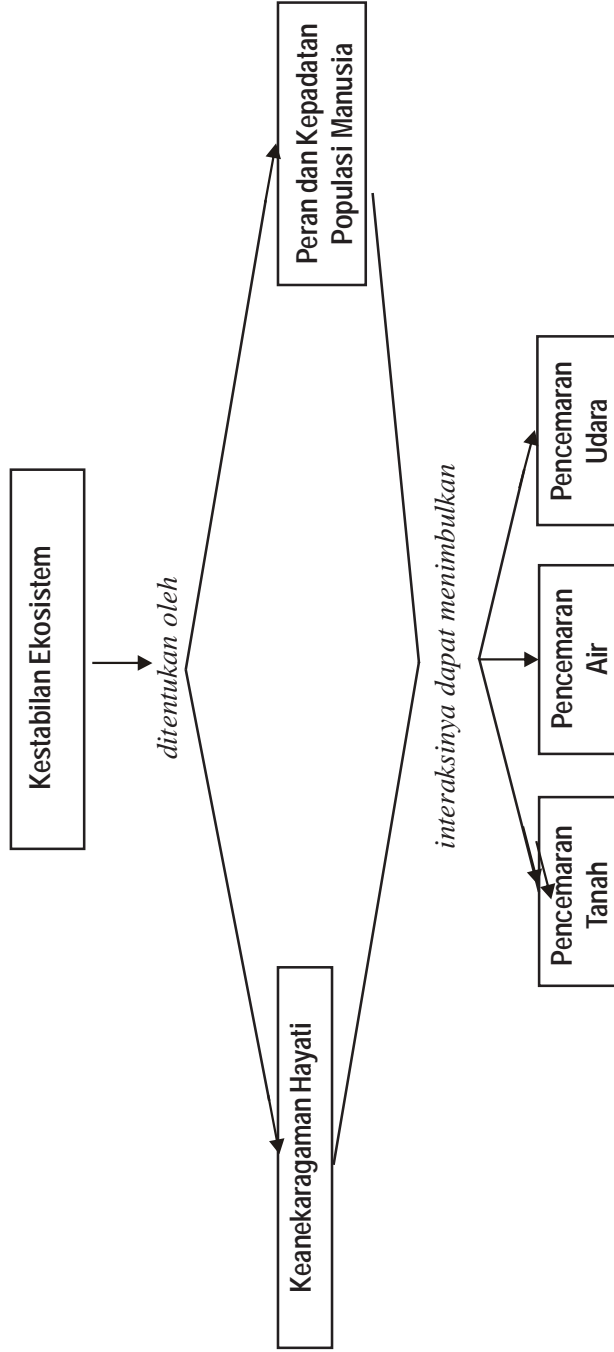 Kestabilan Ekosistem
ditentukan oleh
Keanekaragaman Hayati
Peran dan Kepadatan
Populasi Manusia
interaksinya dapat menimbulkan
Pencemaran
Tanah
Pencemaran
Air
Pencemaran
Udara